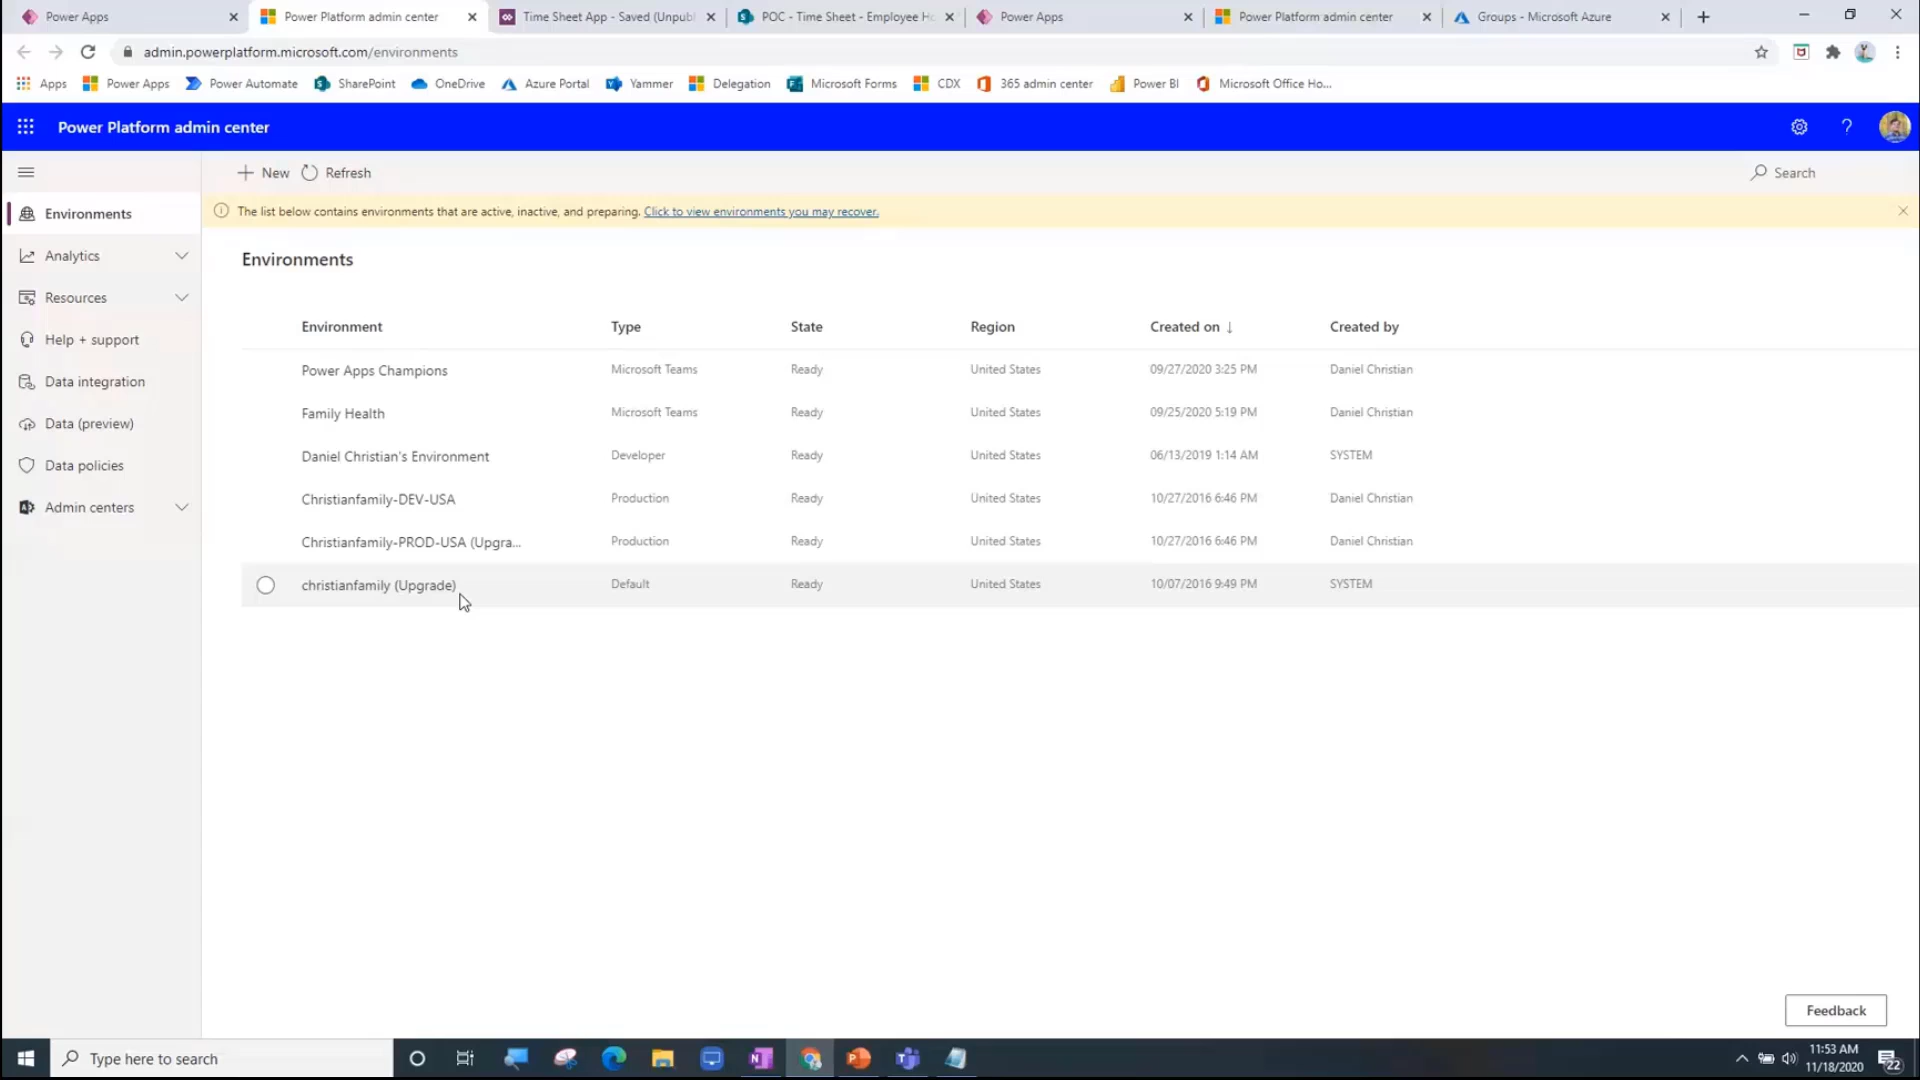 Power Apps
Power Platform admin center
Time Sheet App - Saved (Unpubl
POC - Time Sheet - Employee Ho
Power Apps
Power Platform admin center
Groups - Microsoft Azure
admin.powerplatform.microsoft.com/environments
Apps
Power Apps
Power Automate
SharePoint
OneDrive
Azure Portal
Yammer
Delegation
Microsoft Forms
CDX
365 admin center
Power BI
Microsoft Office Ho...
Power Platform admin center
New
Refresh
Search
Environments
Analytics
Resources
Help + support
Data integration
Data (preview)
Data policies
Admin centers
The list below contains environments that are active, inactive, and preparing. Click to view environments you may recover.
Environments
Environment Type State Region Created on ↓ Created by
Power Apps Champions Microsoft Teams Ready United States 09/27/2020 3:25 PM Daniel Christian
Family Health Microsoft Teams Ready United States 09/25/2020 5:19 PM Daniel Christian
Daniel Christian's Environment Developer Ready United States 06/13/2019 1:14 AM SYSTEM
Christianfamily-DEV-USA Production Ready United States 10/27/2016 6:46 PM Daniel Christian
Christianfamily-PROD-USA (Upgra... Production Ready United States 10/27/2016 6:46 PM Daniel Christian
christianfamily (Upgrade) Default Ready United States 10/07/2016 9:49 PM SYSTEM
Feedback
Type here to search
11:53 AM
11/18/2020
22